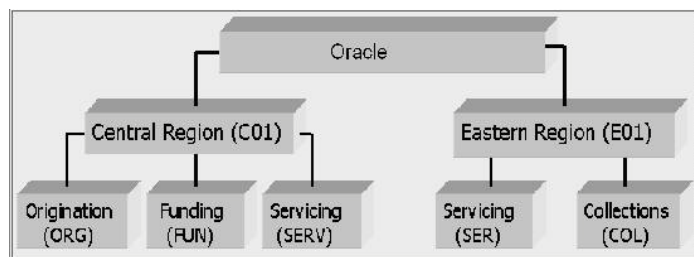 Oracle
Central Region (C01)
Eastern Region (E01)
Origination
(ORG)
Funding
(FUN)
Servicing
(SERV)
Servicing
(SER)
Collections
(COL)